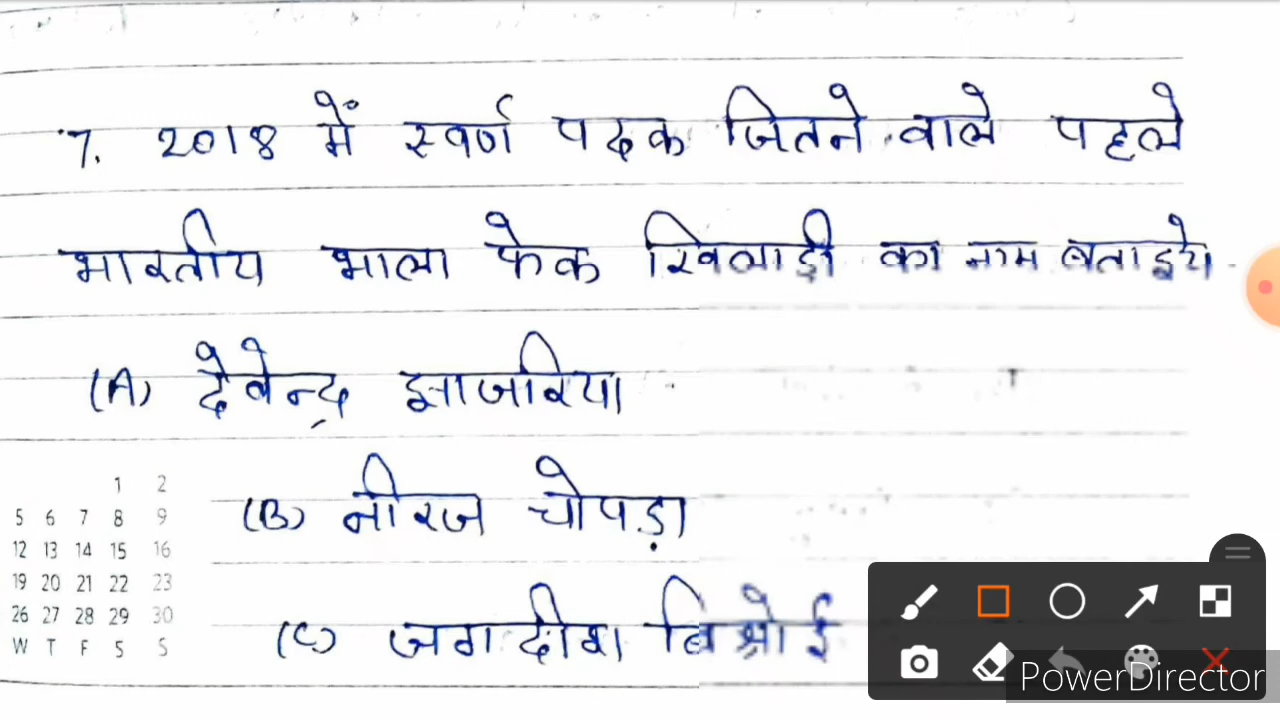 7. 2018 में स्वर्ण पदक जितने वाले पहले
भारतीय भाला फेक खिलाडी का नाम बताइये
(A) देवेन्द्र झाजरिया
(B) नीरज चोपड़ा
(C) जगदीश बिश्नोई
1 2
5 6 7 8 9
12 13 14 15 16
19 20 21 22 23
26 27 28 29 30
W T F S S
PowerDirector